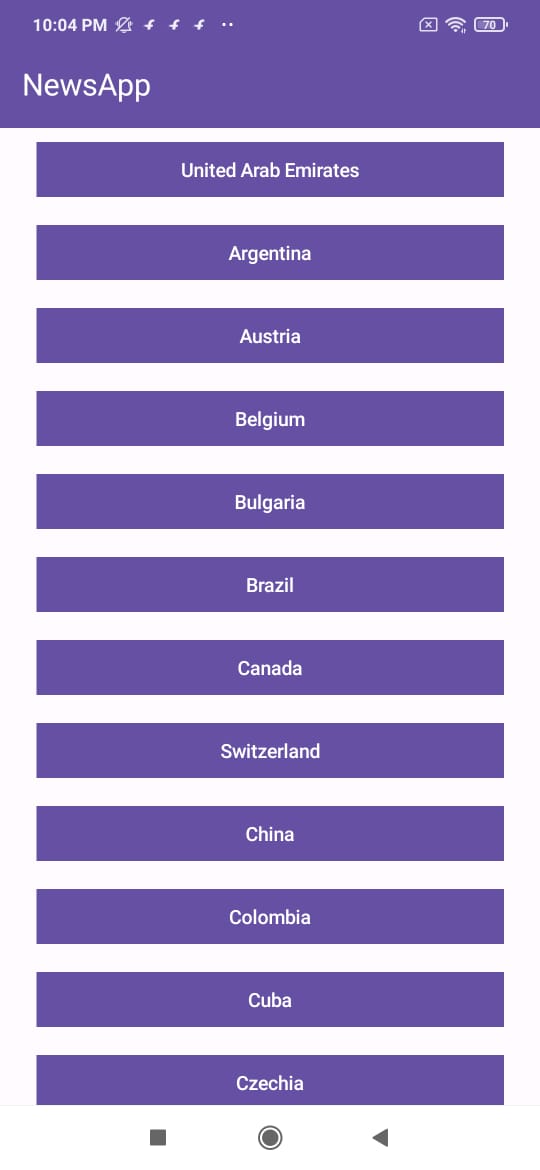 10:04 PM
70
NewsApp
United Arab Emirates
Argentina
Austria
Belgium
Bulgaria
Brazil
Canada
Switzerland
China
Colombia
Cuba
Czechia